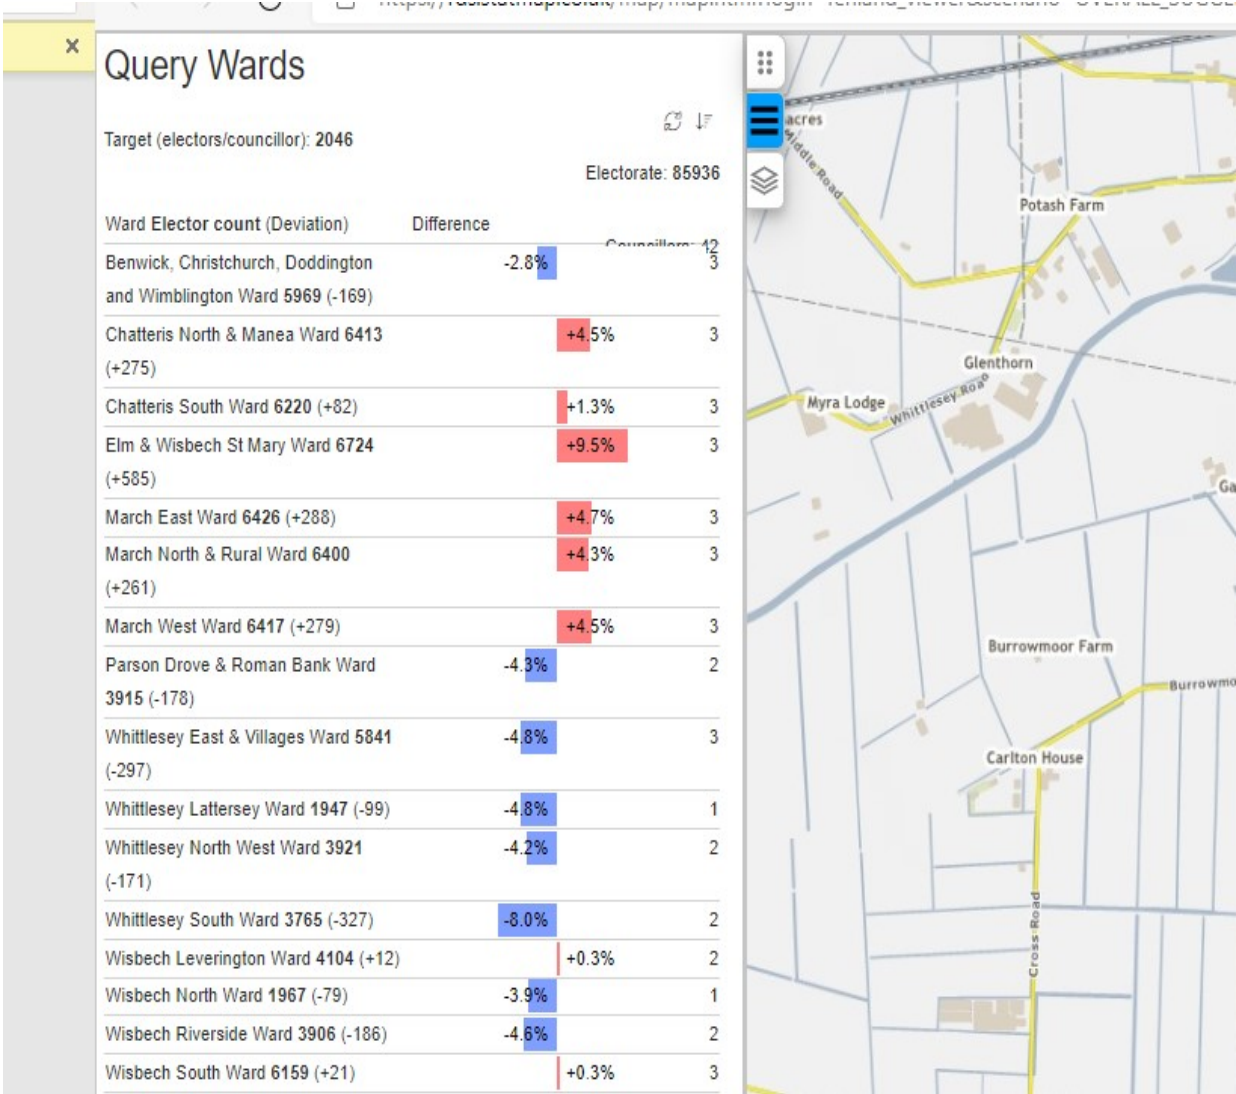 ×
Query Wards
Target (electors/councillor): 2046
Electorate: 85936
Ward Elector count (Deviation) Difference
Councillors: 42
Benwick, Christchurch, Doddington -2.8% 3
and Wimblington Ward 5969 (-169)
Chatteris North & Manea Ward 6413 +4.5% 3
(+275)
Chatteris South Ward 6220 (+82) +1.3% 3
Elm & Wisbech St Mary Ward 6724 +9.5% 3
(+585)
March East Ward 6426 (+288) +4.7% 3
March North & Rural Ward 6400 +4.3% 3
(+261)
March West Ward 6417 (+279) +4.5% 3
Parson Drove & Roman Bank Ward -4.3% 2
3915 (-178)
Whittlesey East & Villages Ward 5841 -4.8% 3
(-297)
Whittlesey Lattersey Ward 1947 (-99) -4.8% 1
Whittlesey North West Ward 3921 -4.2% 2
(-171)
Whittlesey South Ward 3765 (-327) -8.0% 2
Wisbech Leverington Ward 4104 (+12) +0.3% 2
Wisbech North Ward 1967 (-79) -3.9% 1
Wisbech Riverside Ward 3906 (-186) -4.6% 2
Wisbech South Ward 6159 (+21) +0.3% 3
acres
Middle Road
Potash Farm
Glenthorn
Myra Lodge
Whittlesey Road
Ga
Burrowmoor Farm
Burrowmo
Carlton House
Cross Road